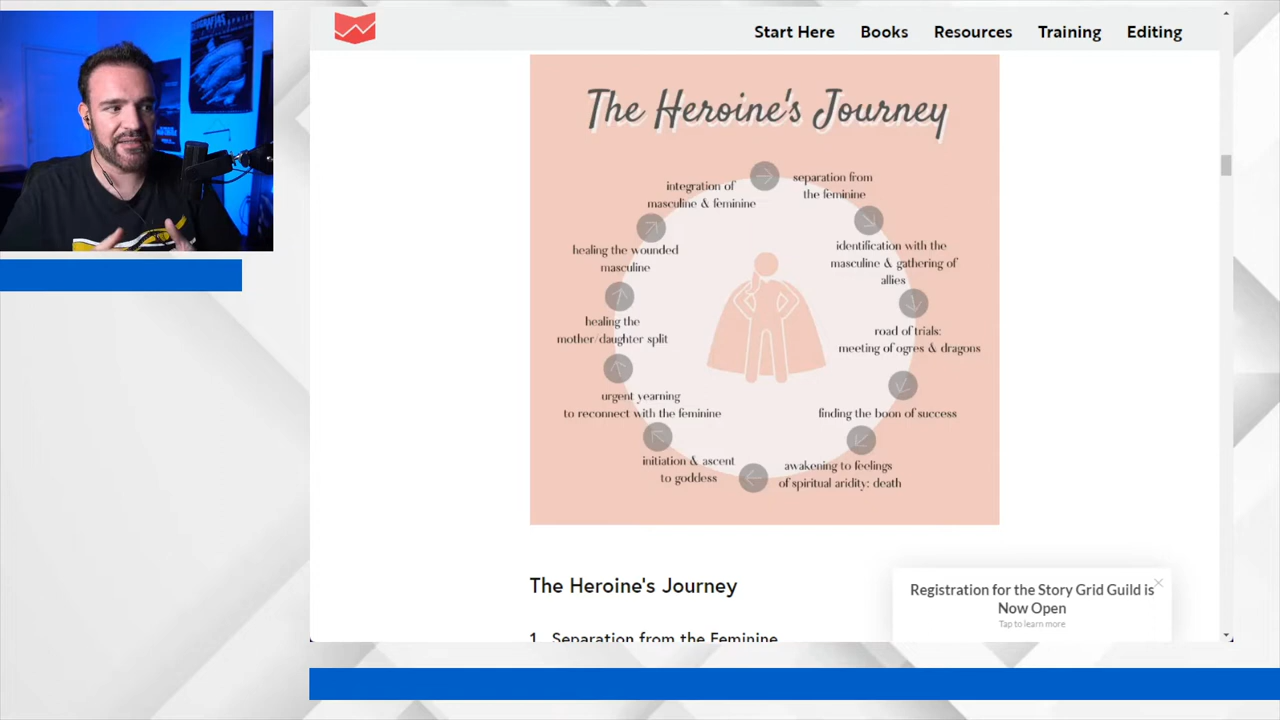 Start Here Books Resources Training Editing
The Heroine's Journey
integration of
masculine & feminine
separation from
the feminine
identification with the
masculine & gathering of
allies
road of trials:
meeting of ogres & dragons
finding the boon of success
awakening to feelings
of spiritual aridity: death
initiation & ascent
to goddess
urgent yearning
to reconnect with the feminine
healing the
mother/daughter split
healing the wounded
masculine
The Heroine's Journey
1. Separation from the Feminine
Registration for the Story Grid Guild is
Now Open
Tap to learn more